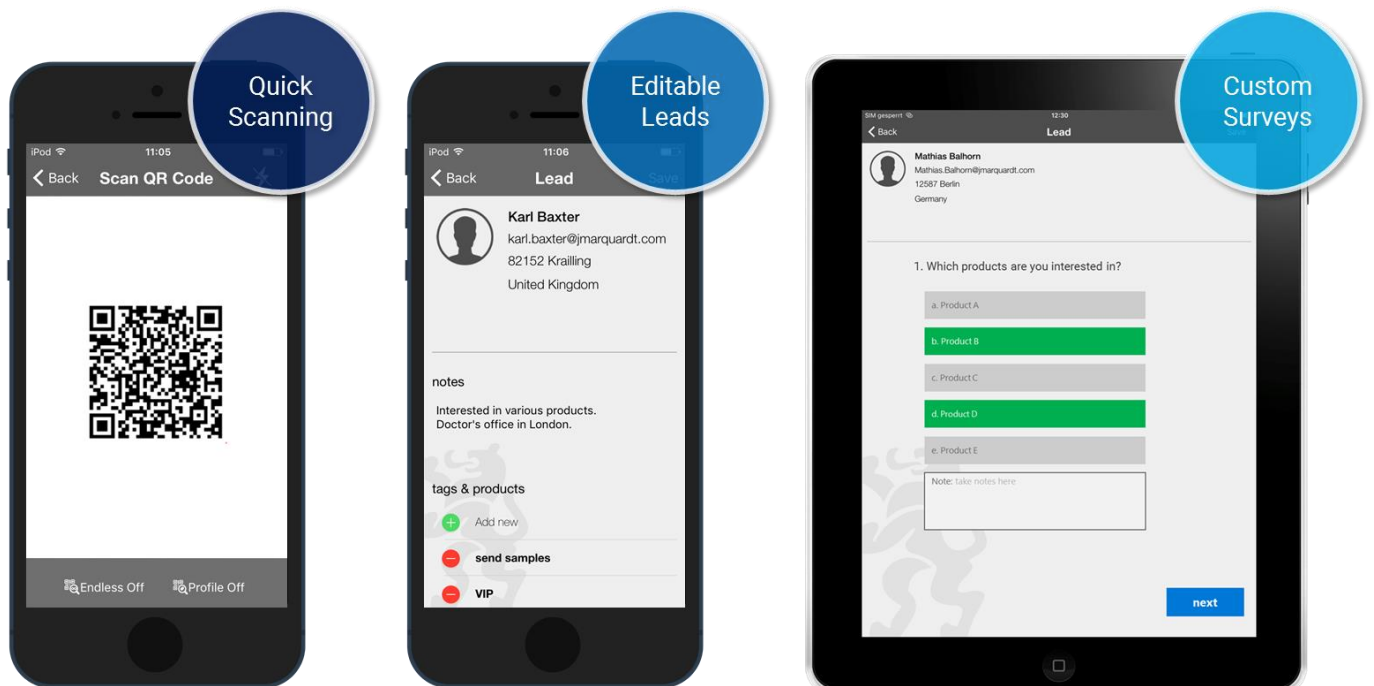 Quick
Scanning
iPod 11:05
Back Scan QR Code
Endless Off Profile Off
Editable
Leads
iPod 11:06
Back Lead Save
Karl Baxter
karl.baxter@jmarquardt.com
82152 Krailling
United Kingdom
notes
Interested in various products.
Doctor's office in London.
tags & products
Add new
send samples
VIP
Custom
Surveys
SIM gesperrt 12:30
Back Lead Save
Mathias Balhorn
Mathias.Balhorn@jmarquardt.com
12587 Berlin
Germany
1. Which products are you interested in?
a. Product A
b. Product B
c. Product C
d. Product D
e. Product E
Note: take notes here
next